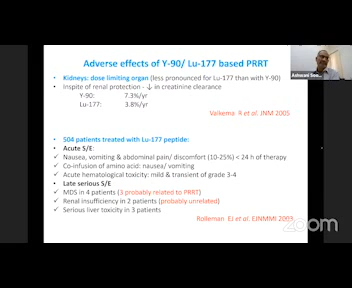 Adverse effects of Y-90/ Lu-177 based PRRT
• Kidneys: dose limiting organ (less pronounced for Lu-177 than with Y-90)
• Inspite of renal protection - ↓ in creatinine clearance
Y-90: 7.3%/yr
Lu-177: 3.8%/yr
Valkema R et al. JNM 2005
504 patients treated with Lu-177 peptide:
• Acute S/E:
✓ Nausea, vomiting & abdominal pain/ discomfort (10-25%) < 24 h of therapy
✓ Co-infusion of amino acid: nausea/ vomiting
✓ Acute hematological toxicity: mild & transient of grade 3-4
• Late serious S/E
✓ MDS in 4 patients (3 probably related to PRRT)
✓ Renal insufficiency in 2 patients (probably unrelated)
✓ Serious liver toxicity in 3 patients
Rolleman EJ et al. EJNMMI 2003
zoom